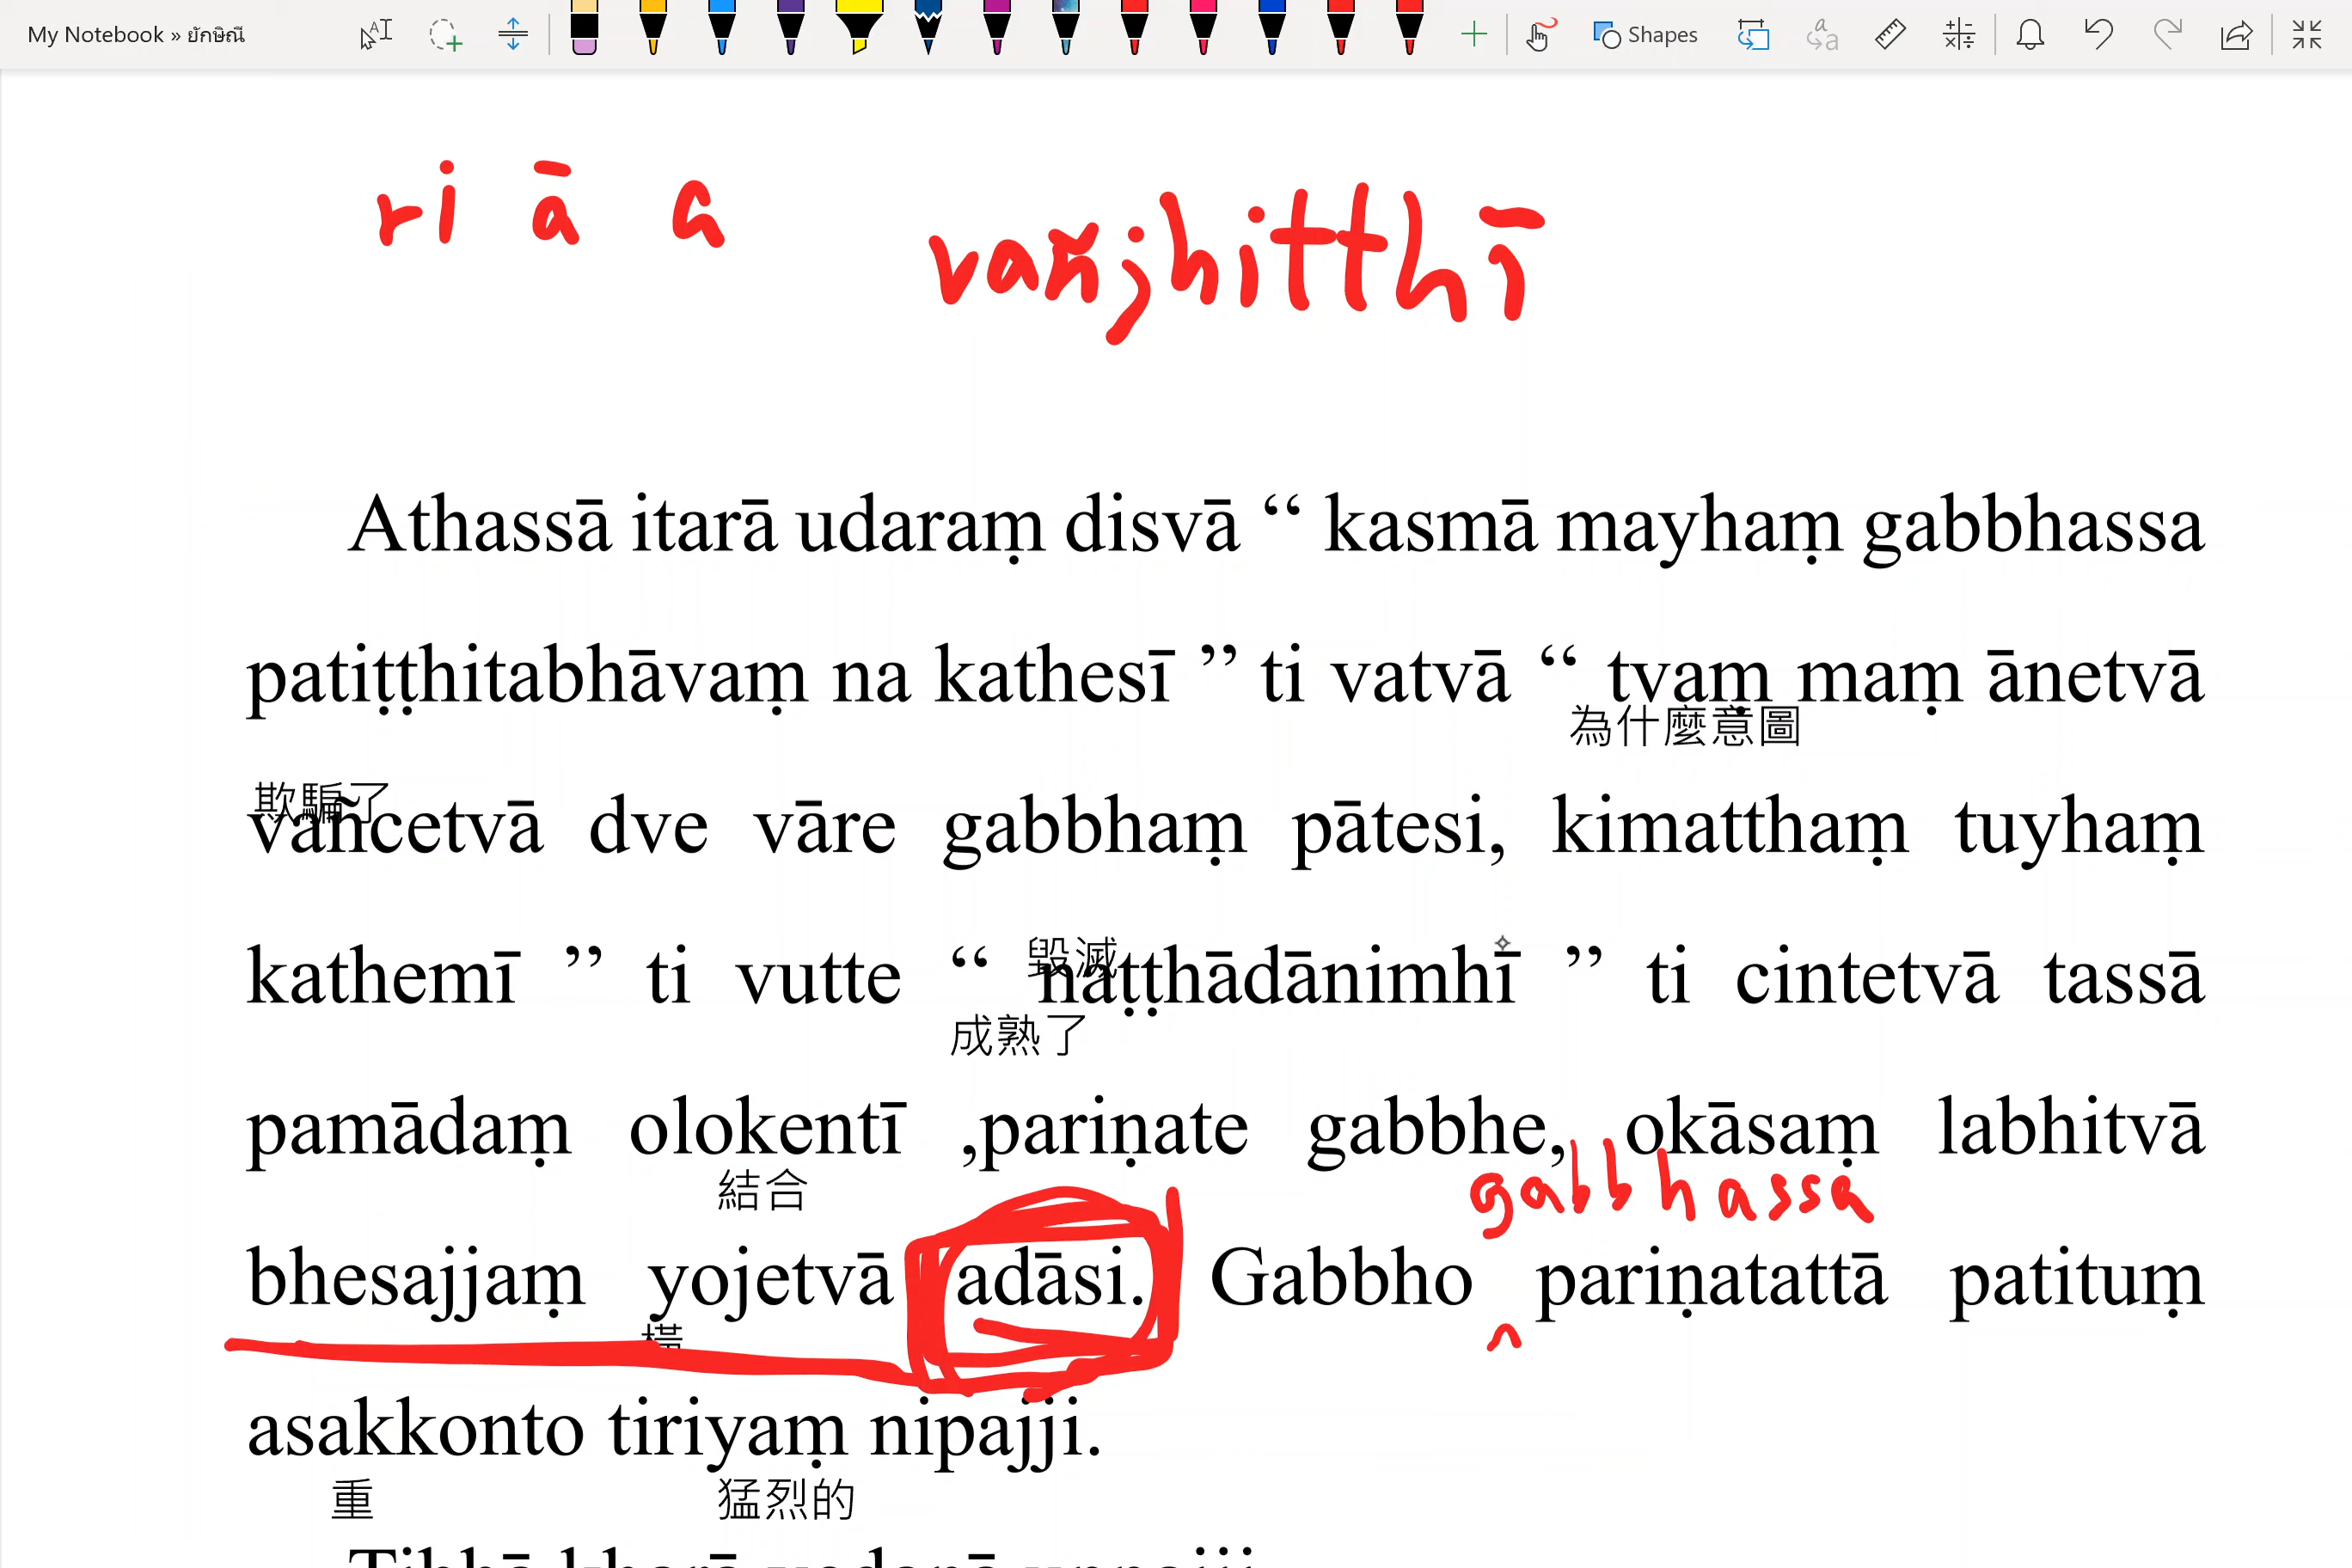 My Notebook » ยักษิณี
Shapes
ri ā a
vañjhitthī
Athassā itarā udaraṃ disvā “ kasmā mayhaṃ gabbhassa
patiṭṭhitabhāvaṃ na kathesī ” ti vatvā “ tvaṃ maṃ ānetvā
為什麼意圖
欺騙了
vañcetvā dve vāre gabbhaṃ pātesi, kimatthaṃ tuyhaṃ
毀滅
kathemī ” ti vutte “ naṭṭhādānimhī ” ti cintetvā tassā
成熟了
pamādaṃ olokentī ,pariṇate gabbhe, okāsaṃ labhitvā
結合
gabbhassa
bhesajjaṃ yojetvā adāsi. Gabbho pariṇatattā patituṃ
橫
asakkonto tiriyaṃ nipajji.
重 猛烈的